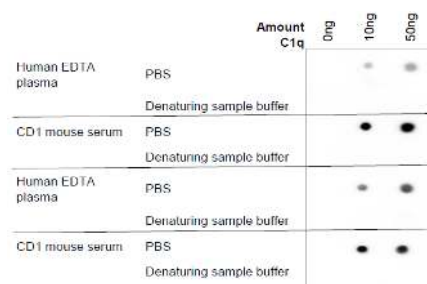 Amount C1q 0ng 10ng 50ng
Human EDTA plasma PBS
Denaturing sample buffer
CD1 mouse serum PBS
Denaturing sample buffer
Human EDTA plasma PBS
Denaturing sample buffer
CD1 mouse serum PBS
Denaturing sample buffer